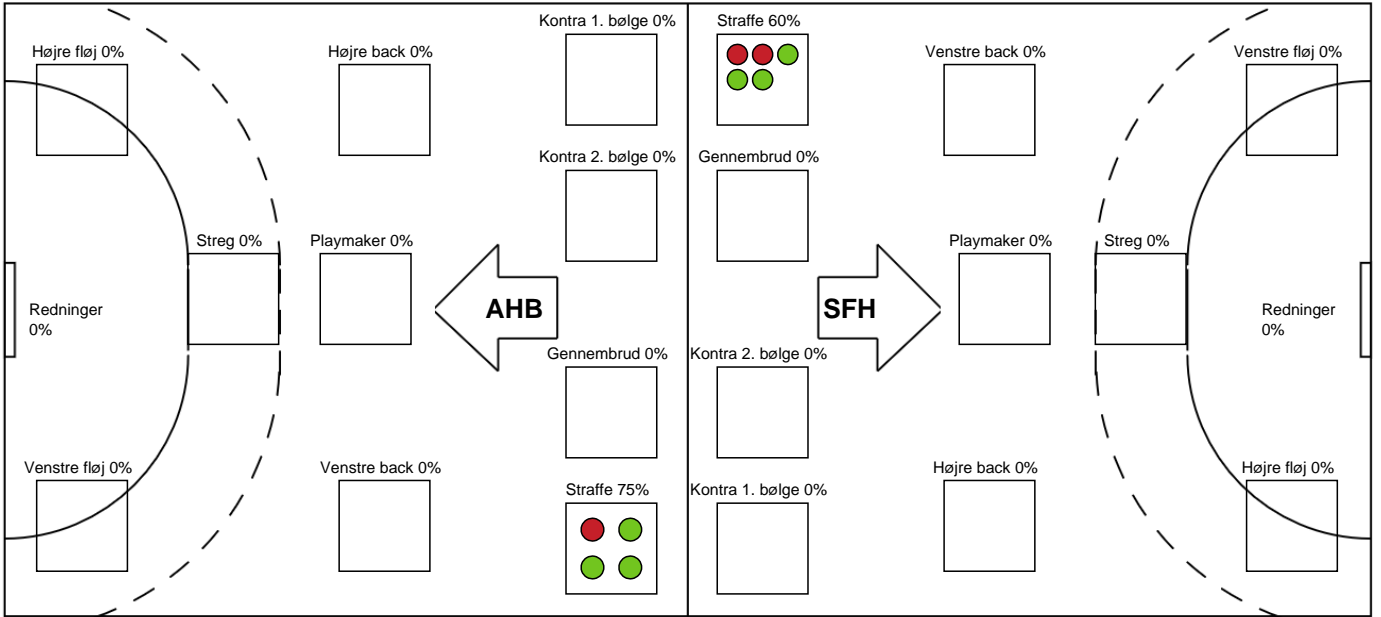 Kontra 1. bølge 0%
Straffe 60%
Højre fløj 0%
Højre back 0%
Venstre back 0%
Venstre fløj 0%
Kontra 2. bølge 0%
Gennembrud 0%
Streg 0%
Playmaker 0%
Playmaker 0%
Streg 0%
Redninger
0%
AHB
SFH
Redninger
0%
Gennembrud 0%
Kontra 2. bølge 0%
Venstre fløj 0%
Venstre back 0%
Højre back 0%
Højre fløj 0%
Straffe 75%
Kontra 1. bølge 0%